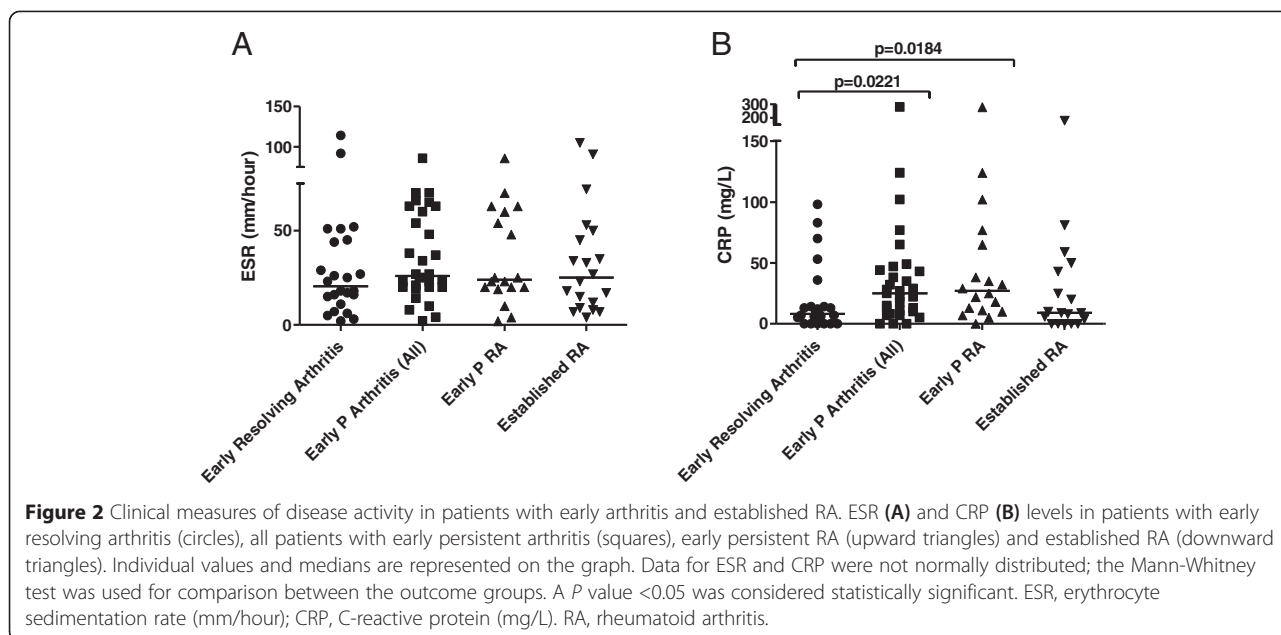 A
B
p=0.0184
p=0.0221
150
100
50
0
ESR (mm/hour)
Early Resolving Arthritis
Early P Arthritis (All)
Early P RA
Established RA
300
200
150
100
50
0
CRP (mg/L)
Early Resolving Arthritis
Early P Arthritis (All)
Early P RA
Established RA
Figure 2 Clinical measures of disease activity in patients with early arthritis and established RA. ESR (A) and CRP (B) levels in patients with early
resolving arthritis (circles), all patients with early persistent arthritis (squares), early persistent RA (upward triangles) and established RA (downward
triangles). Individual values and medians are represented on the graph. Data for ESR and CRP were not normally distributed; the Mann-Whitney
test was used for comparison between the outcome groups. A P value <0.05 was considered statistically significant. ESR, erythrocyte
sedimentation rate (mm/hour); CRP, C-reactive protein (mg/L). RA, rheumatoid arthritis.